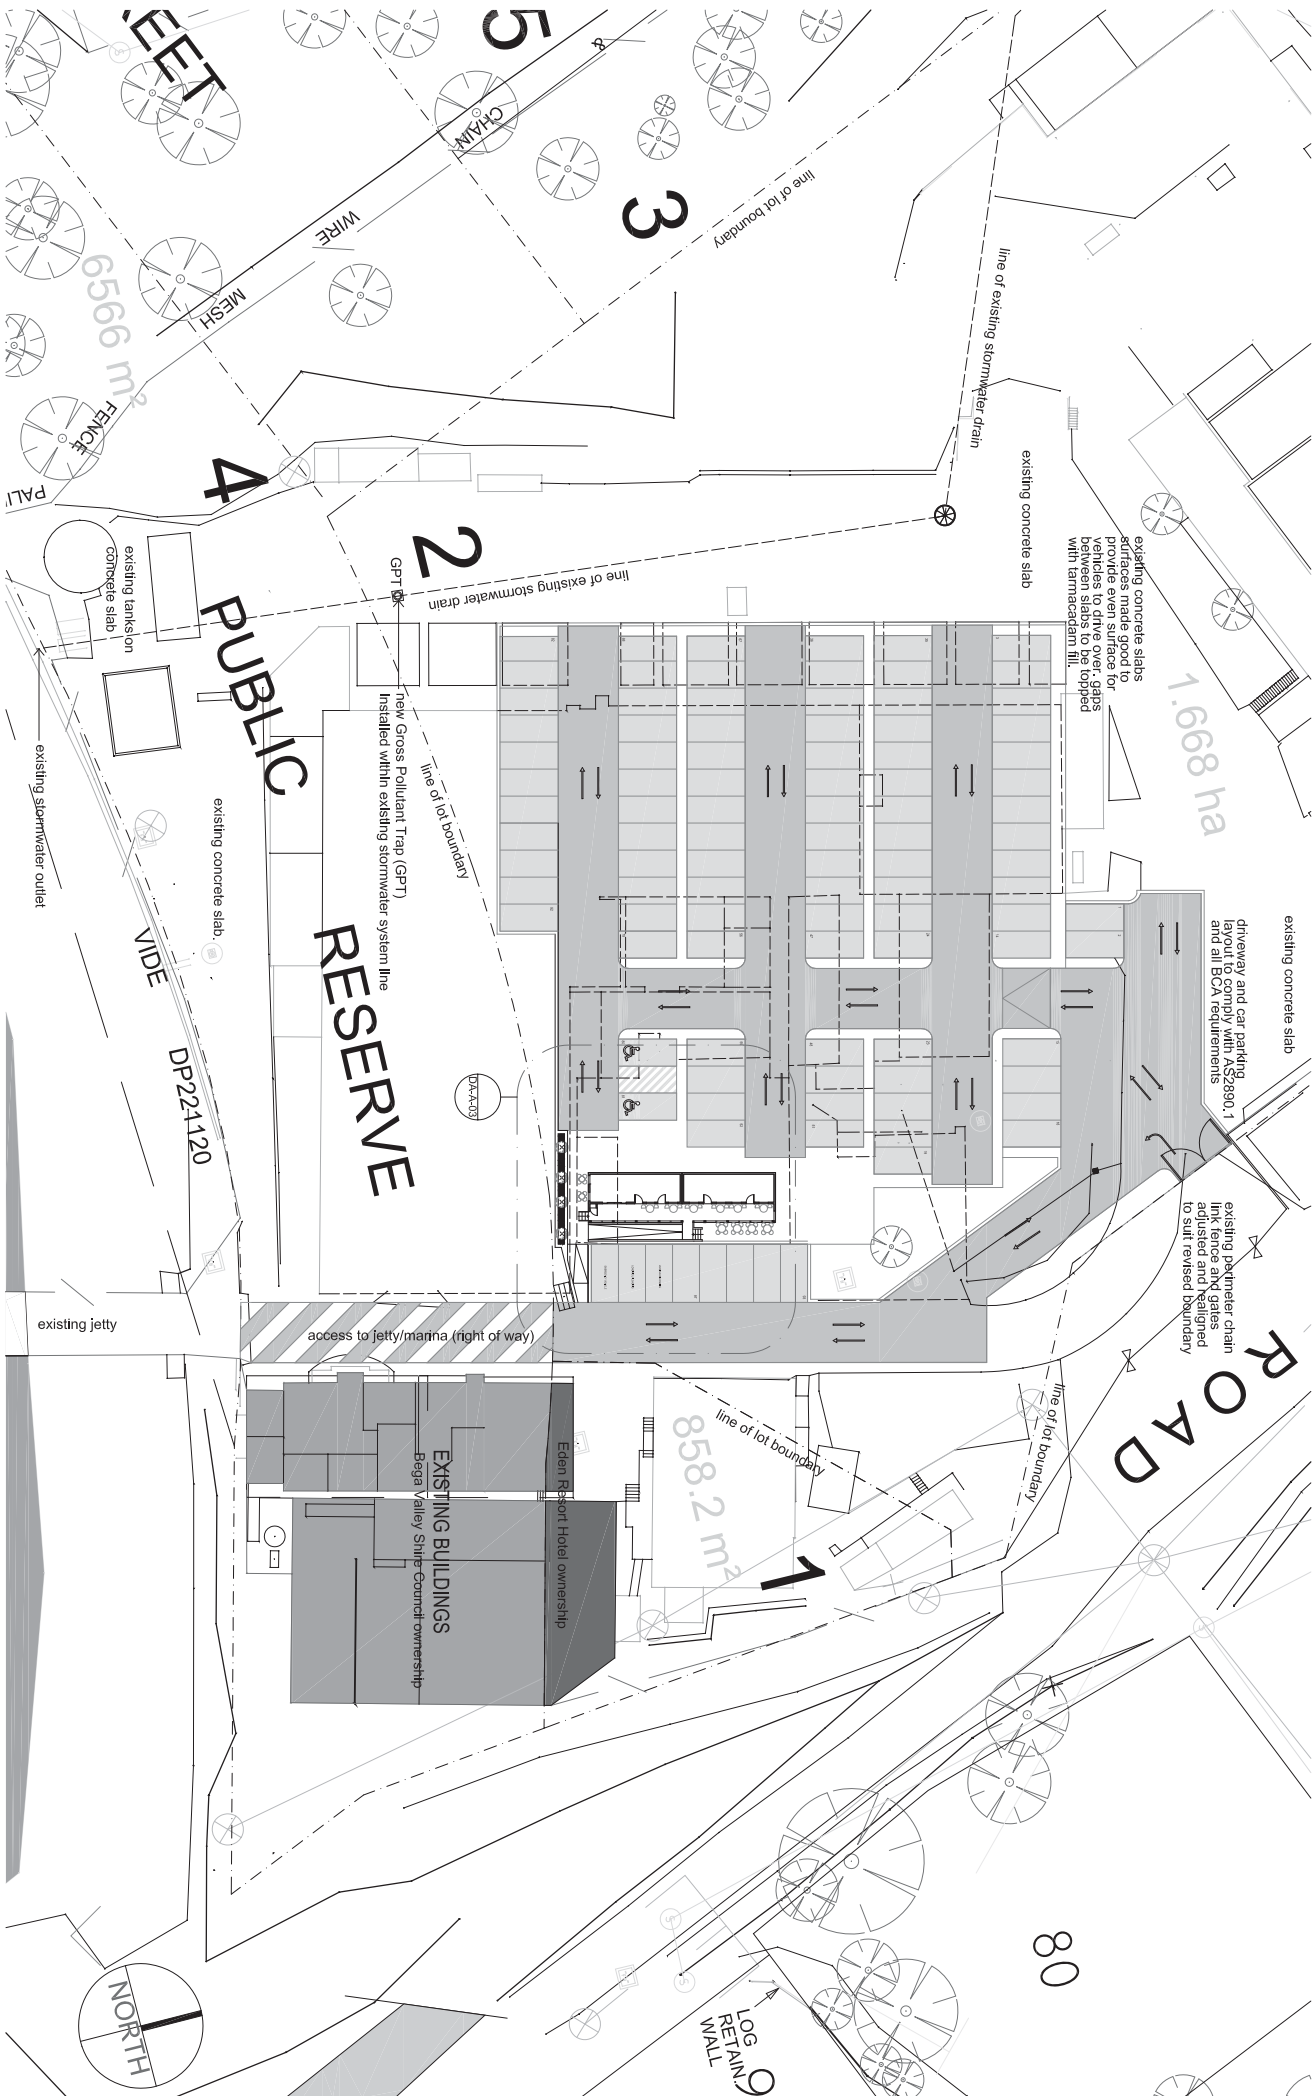 REET
5
&
CHAIN
WIRE
MESH
FENCE
3
line of lot boundary
6566 m²
line of existing stormwater drain
4
2
existing concrete slab
GPT
line of existing stormwater drain
existing tanks on
concrete slab
existing concrete slabs
surfaces made good to
provide even surface for
vehicles to drive over. gaps
between slabs to be topped
with tarmacadam fill.
PUBLIC
RESERVE
1.668 ha
new Gross Pollutant Trap (GPT)
Installed within existing stormwater system line
line of lot boundary
existing stormwater outlet
existing concrete slab
VIDE
DP221120
driveway and car parking
layout to comply with AS2890.1
and all BCA requirements
existing concrete slab
DA-A-03
existing perimeter chain
link fence and gates
adjusted and realigned
to suit revised boundary
existing jetty
access to jetty/marina (right of way)
ROAD
line of lot boundary
line of lot boundary
858.2 m²
1
EXISTING BUILDINGS
Bega Valley Shire Council ownership
Eden Resort Hotel ownership
80
NORTH
LOG
RETAIN.
WALL
9